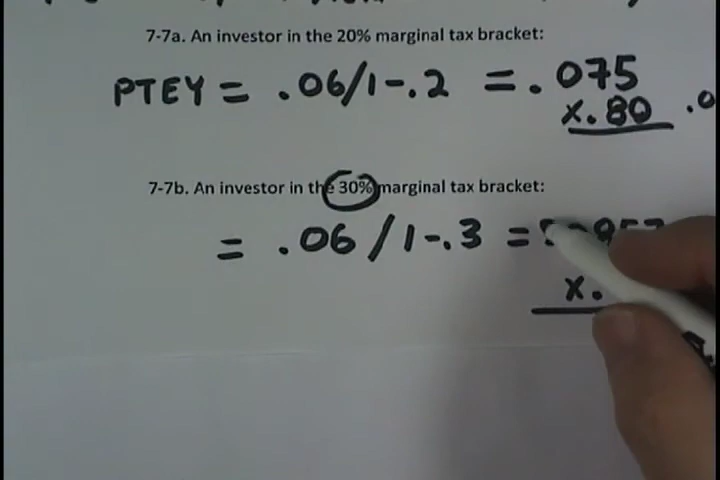 7-7a. An investor in the 20% marginal tax bracket:
PTEY = .06/1-.2 = .075
x.80 .0
7-7b. An investor in the 30% marginal tax bracket:
= .06/1-.3 =
x.